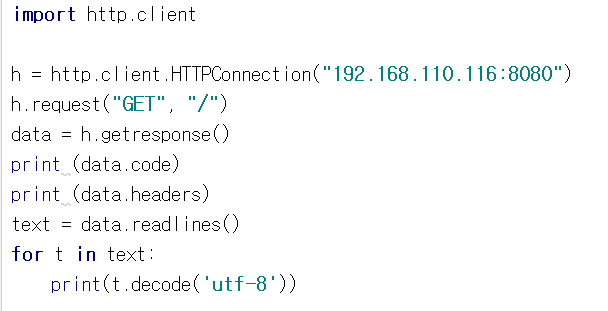 import http.client
h = http.client.HTTPConnection("192.168.110.116:8080")
h.request("GET", "/")
data = h.getresponse()
print (data.code)
print (data.headers)
text = data.readlines()
for t in text:
    print(t.decode('utf-8'))